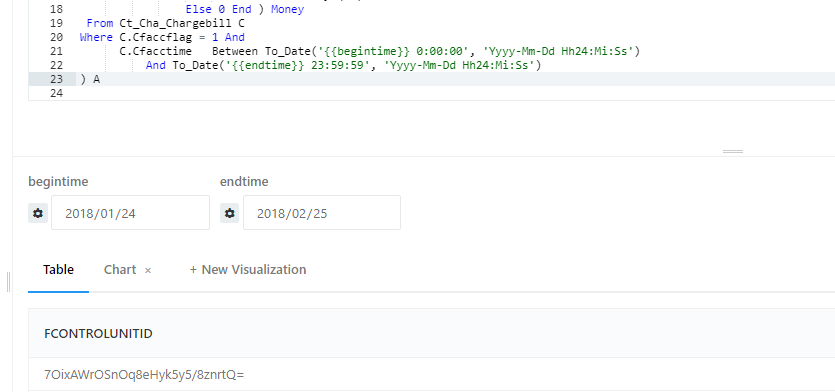 18 Else 0 End ) Money
19 From Ct_Cha_Chargebill C
20 Where C.Cfaccflag = 1 And
21 C.Cfacctime Between To_Date('{{begintime}} 0:00:00', 'Yyyy-Mm-Dd Hh24:Mi:Ss')
22 And To_Date('{{endtime}} 23:59:59', 'Yyyy-Mm-Dd Hh24:Mi:Ss')
23 ) A
24
begintime endtime
2018/01/24 2018/02/25
Table Chart × + New Visualization
FCONTROLUNITID
7OixAWrOSnOq8eHyk5y5/8znrtQ=